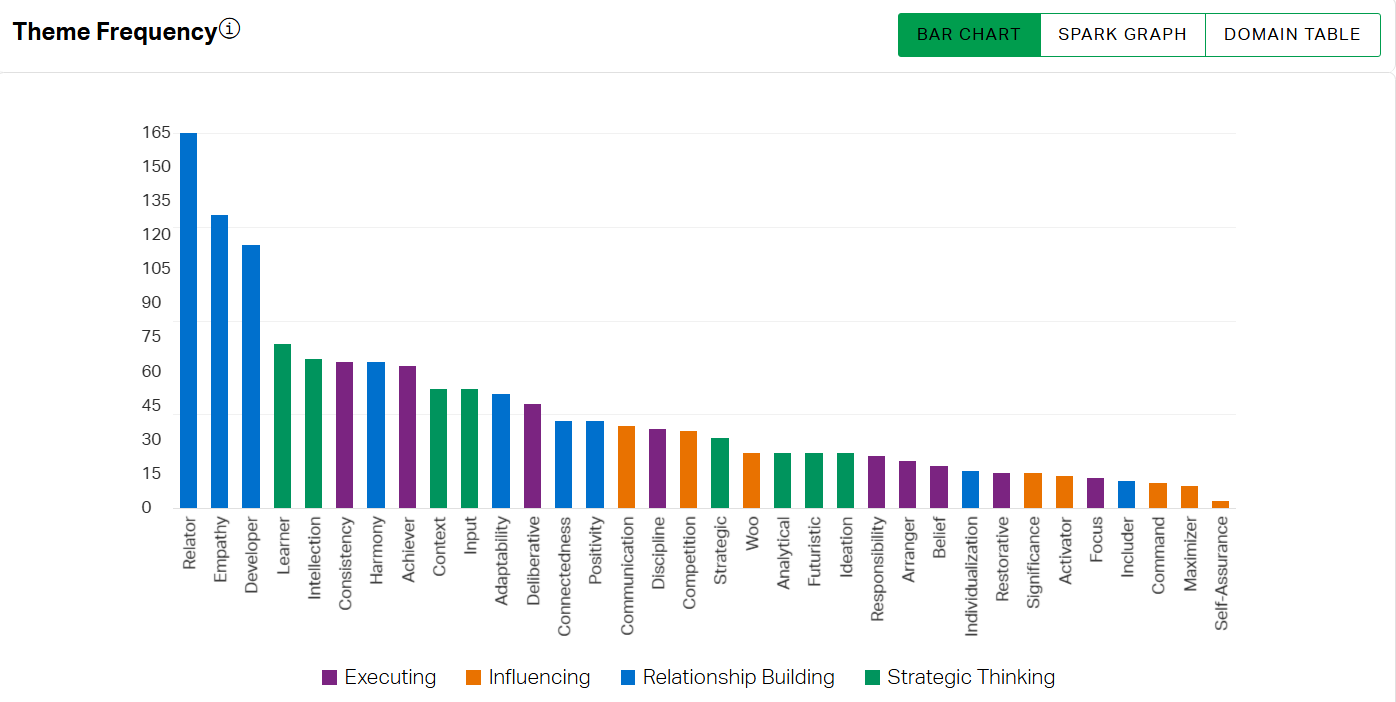 Theme Frequency i
BAR CHART SPARK GRAPH DOMAIN TABLE
165
150
135
120
105
90
75
60
45
30
15
0
Relator
Empathy
Developer
Learner
Intellection
Consistency
Harmony
Achiever
Context
Input
Adaptability
Deliberative
Connectedness
Positivity
Communication
Discipline
Competition
Strategic
Woo
Analytical
Futuristic
Ideation
Responsibility
Arranger
Belief
Individualization
Restorative
Significance
Activator
Focus
Includer
Command
Maximizer
Self-Assurance
Executing Influencing Relationship Building Strategic Thinking